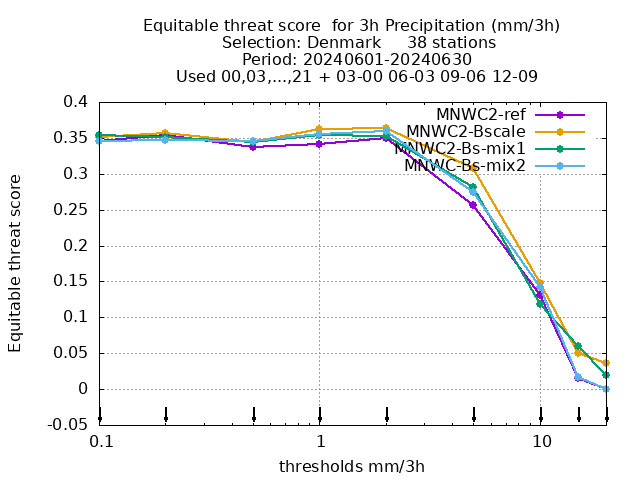 Equitable threat score  for 3h Precipitation (mm/3h)
Selection: Denmark     38 stations
Period: 20240601-20240630
Used 00,03,...,21 + 03-00 06-03 09-06 12-09
MNWC2-ref
MNWC2-Bscale
MNWC2-Bs-mix1
MNWC-Bs-mix2
Equitable threat score
0.4
0.35
0.3
0.25
0.2
0.15
0.1
0.05
0
-0.05
0.1 1 2 10 20
thresholds mm/3h